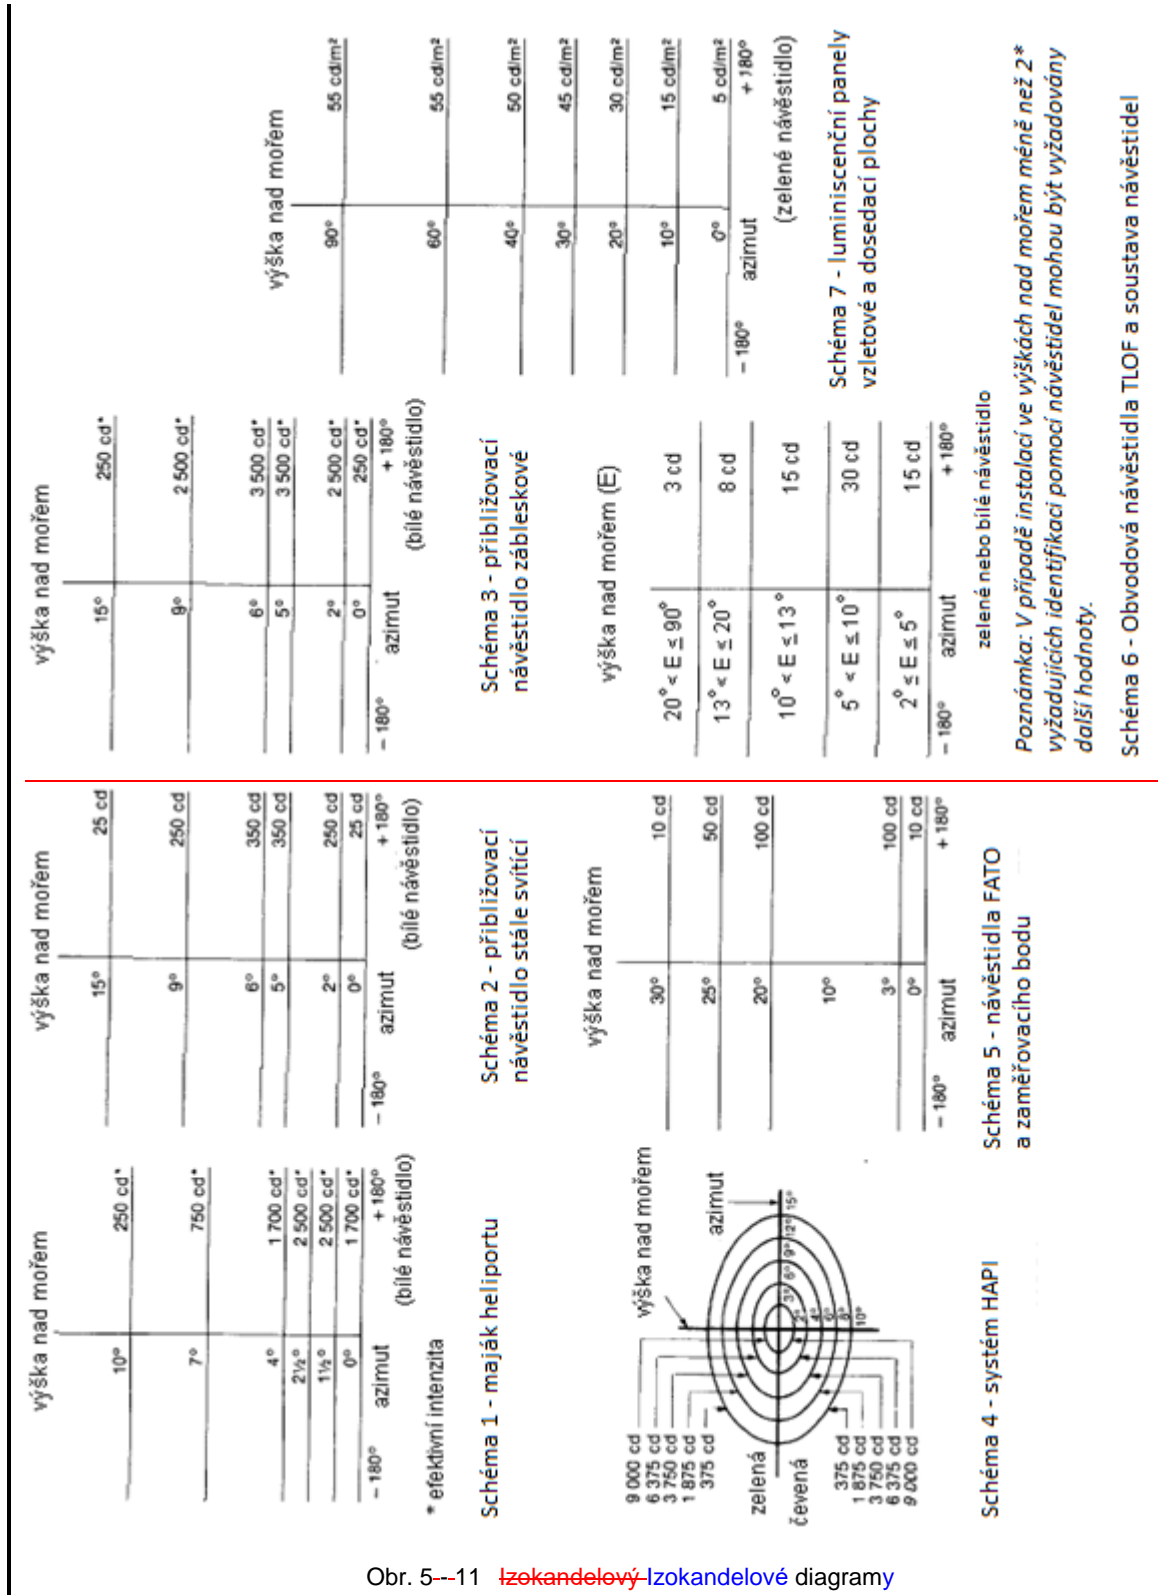 výška nad mořem
10° 250 cd*
7° 750 cd*
4° 1 700 cd*
2½° 2 500 cd*
1½° 2 500 cd*
0° 1 700 cd*
– 180° azimut + 180°
(bílé návěstidlo)
* efektivní intenzita
Schéma 1 - maják heliportu
výška nad mořem
15° 25 cd
9° 250 cd
6° 350 cd
5° 350 cd
2° 250 cd
0° 25 cd
– 180° azimut + 180°
(bílé návěstidlo)
Schéma 2 - přibližovací
návěstidlo stále svítící
výška nad mořem
15° 250 cd*
9° 2 500 cd*
6° 3 500 cd*
5° 3 500 cd*
2° 2 500 cd*
0° 250 cd*
– 180° azimut + 180°
(bílé návěstidlo)
Schéma 3 - přibližovací
návěstidlo zábleskové
výška nad mořem
azimut
9 000 cd
6 375 cd
3 750 cd
1 875 cd
375 cd
zelená
čevená
375 cd
1 875 cd
3 750 cd
6 375 cd
9 000 cd
3° 6° 9° 12° 15°
2° 4° 6° 8° 10°
Schéma 4 - systém HAPI
výška nad mořem
30° 10 cd
25° 50 cd
20° 100 cd
10°
3° 100 cd
0° 10 cd
– 180° azimut + 180°
Schéma 5 - návěstidla FATO
a zaměřovacího bodu
výška nad mořem (E)
20° < E ≤ 90° 3 cd
13° < E ≤ 20° 8 cd
10° < E ≤ 13° 15 cd
5° < E ≤ 10° 30 cd
2° ≤ E ≤ 5° 15 cd
– 180° azimut + 180°
zelené nebo bílé návěstidlo
Poznámka: V případě instalací ve výškách nad mořem méně než 2*
vyžadujících identifikaci pomocí návěstidel mohou být vyžadovány
další hodnoty.
Schéma 6 - Obvodová návěstidla TLOF a soustava návěstidel
výška nad mořem
90° 55 cd/m²
60° 55 cd/m²
40° 50 cd/m²
30° 45 cd/m²
20° 30 cd/m²
10° 15 cd/m²
0° 5 cd/m²
– 180° azimut + 180°
(zelené návěstidlo)
Schéma 7 - luminiscenční panely
vzletové a dosedací plochy
Obr. 5--11 Izokandelový Izokandelové diagramy